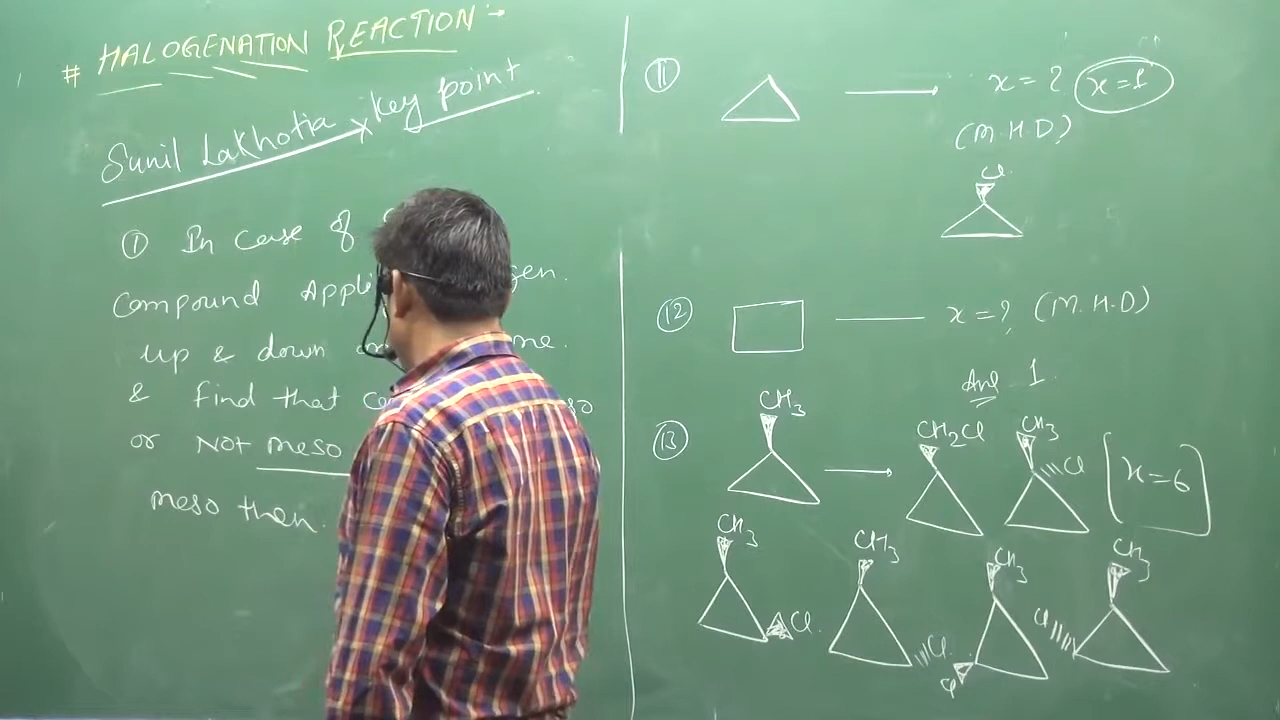 # HALOGENATION REACTION :-
Sunil Lakhotia key point
① In case of
Compound
up & down
& find that
or Not meso
meso then.
⑪ x = ? x = 1
(M.H.D)
Cl
⑫ x = ? (M.H.D)
Ans 1
⑬ CH3 CH2Cl CH3 Cl [x = 6]
CH3 Cl CH3 Cl CH3 Cl CH3 Cl